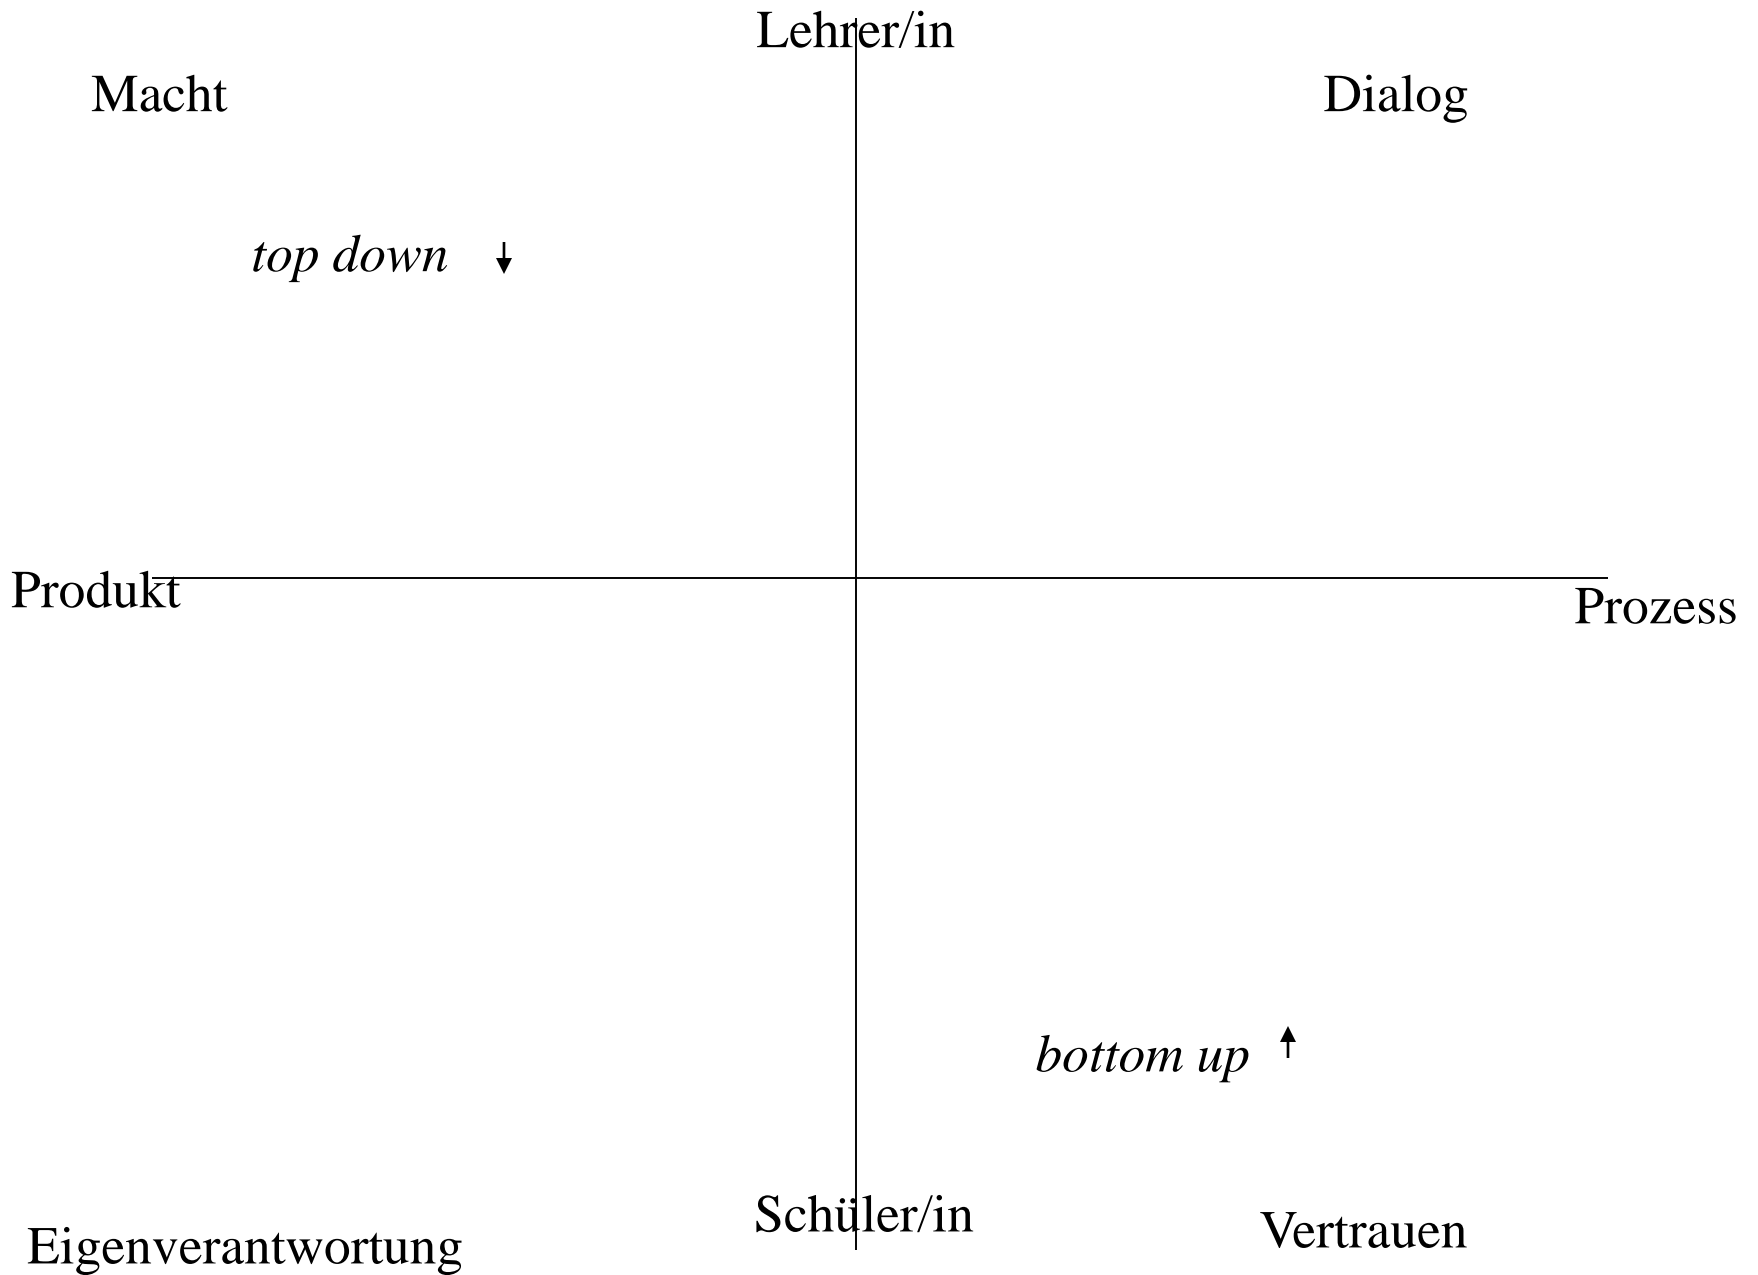 Lehrer/in
Macht
Dialog
top down
Produkt
Prozess
bottom up
Schüler/in
Vertrauen
Eigenverantwortung